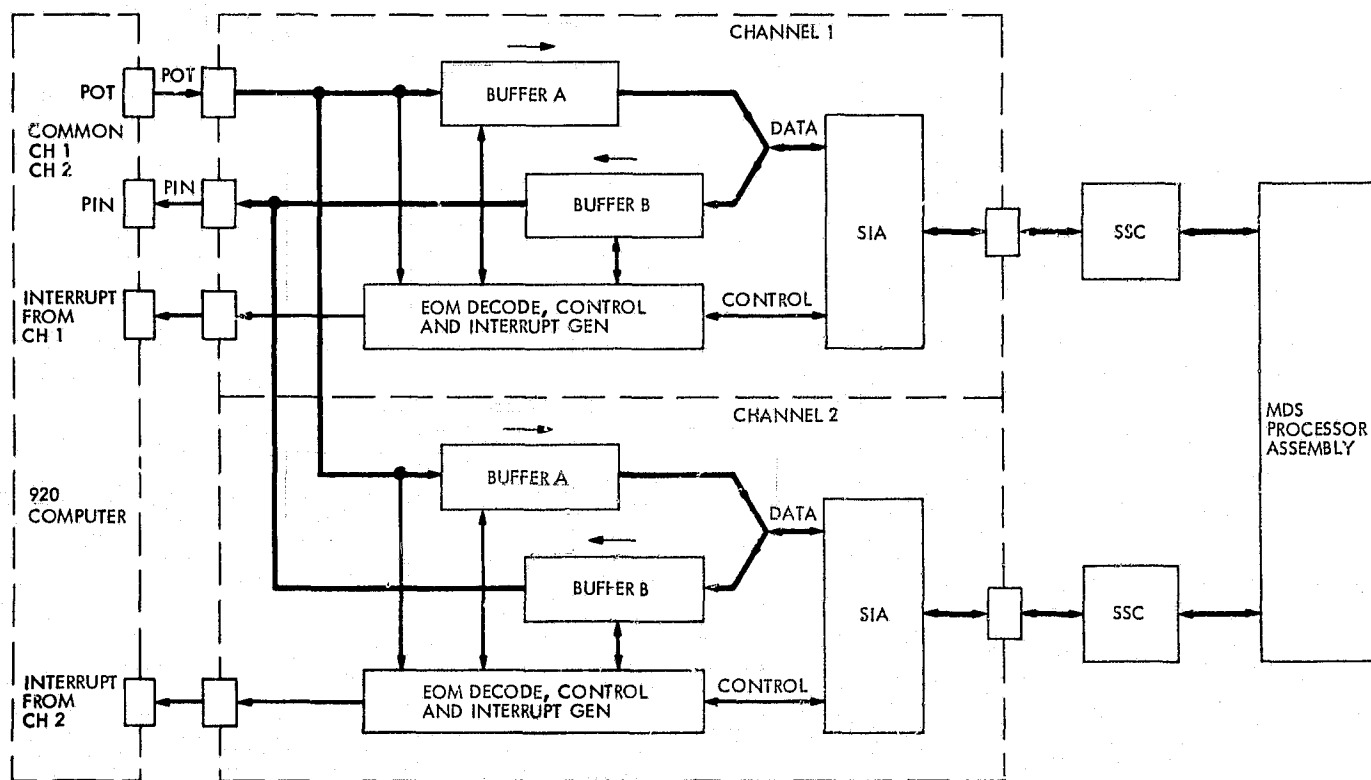 CHANNEL 1
POT
POT
BUFFER A
COMMON
CH 1
CH 2
DATA
PIN
PIN
BUFFER B
SIA
SSC
INTERRUPT
FROM
CH 1
EOM DECODE, CONTROL
AND INTERRUPT GEN
CONTROL
CHANNEL 2
MDS
PROCESSOR
ASSEMBLY
BUFFER A
920
COMPUTER
DATA
BUFFER B
SIA
SSC
INTERRUPT
FROM
CH 2
EOM DECODE, CONTROL
AND INTERRUPT GEN
CONTROL